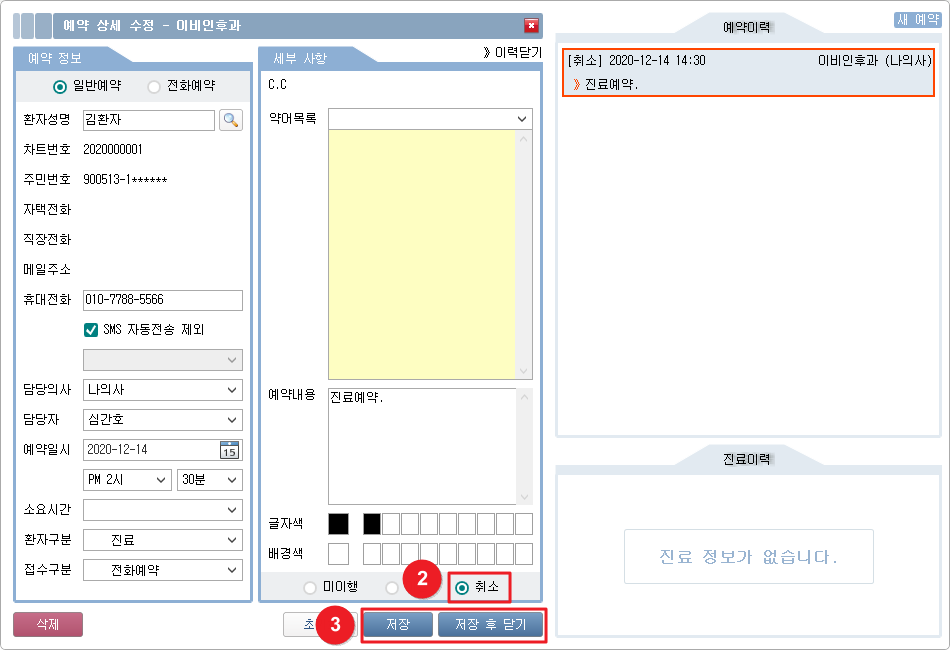 예약 상세 수정 - 이비인후과
예약 정보
일반예약 전화예약
환자성명 김환자
차트번호 2020000001
주민번호 900513-1******
자택전화
직장전화
메일주소
휴대전화 010-7788-5566
SMS 자동전송 제외
담당의사 나의사
담당자 심간호
예약일시 2020-12-14 15
PM 2시 30분
소요시간
환자구분 진료
접수구분 전화예약
삭제
세부 사항
》이력닫기
C.C
약어목록
예약내용 진료예약.
글자색
배경색
미이행 2 취소
3 저장 저장 후 닫기
예약이력
새 예약
[취소] 2020-12-14 14:30 이비인후과 (나의사)
》진료예약.
진료이력
진료 정보가 없습니다.